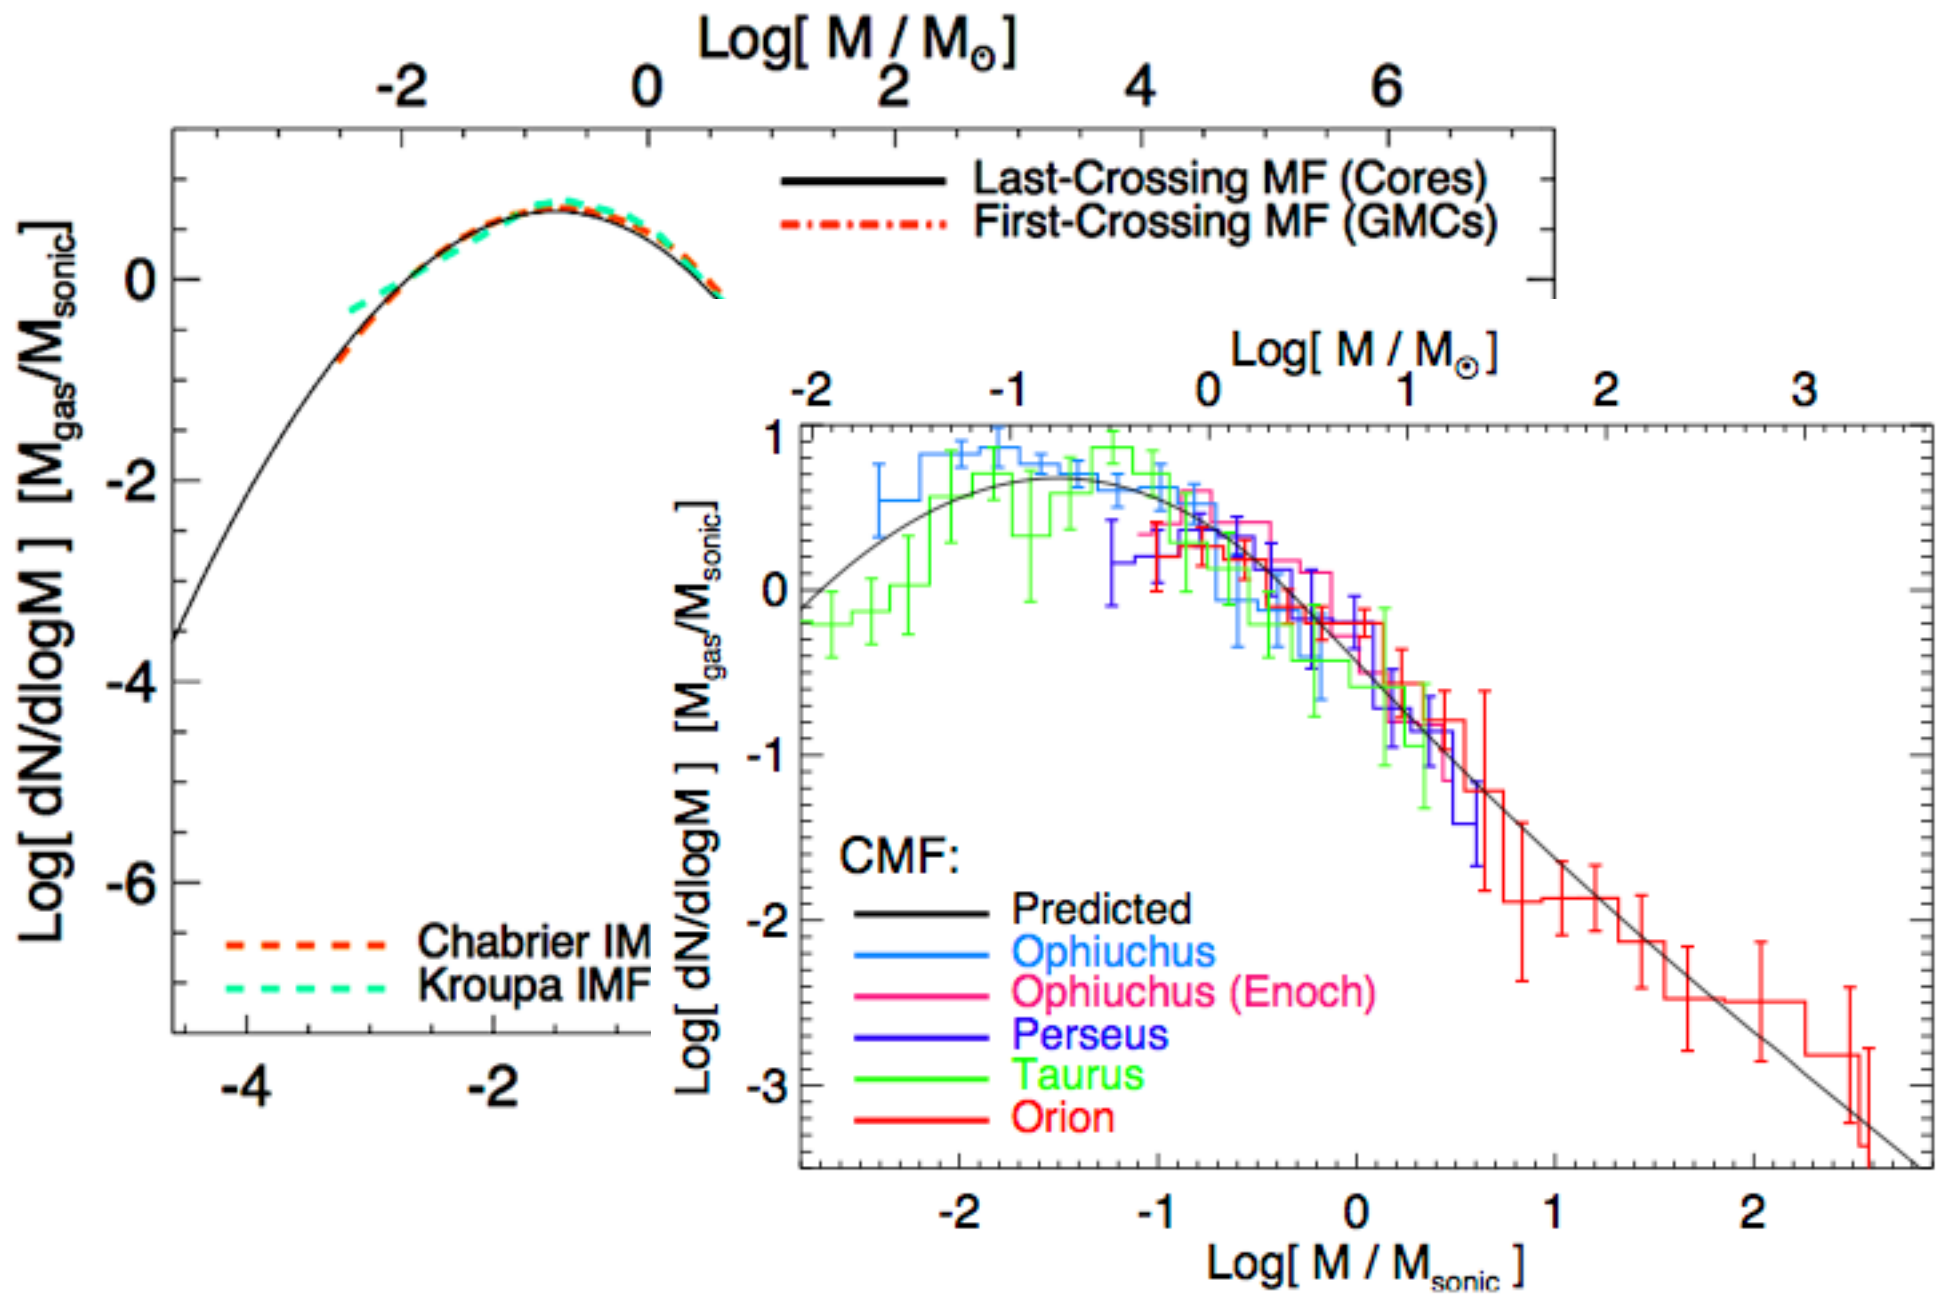 Log[ M / M☉]
-2 0 2 4 6
Last-Crossing MF (Cores)
First-Crossing MF (GMCs)
Log[ dN/dlogM ] [Mgas/Msonic]
0
-2
-4
-6
Chabrier IM
Kroupa IMF
-4 -2
Log[ M / M☉]
-2 -1 0 1 2 3
Log[ dN/dlogM ] [Mgas/Msonic]
1
0
-1
-2
-3
CMF:
Predicted
Ophiuchus
Ophiuchus (Enoch)
Perseus
Taurus
Orion
-2 -1 0 1 2
Log[ M / Msonic ]